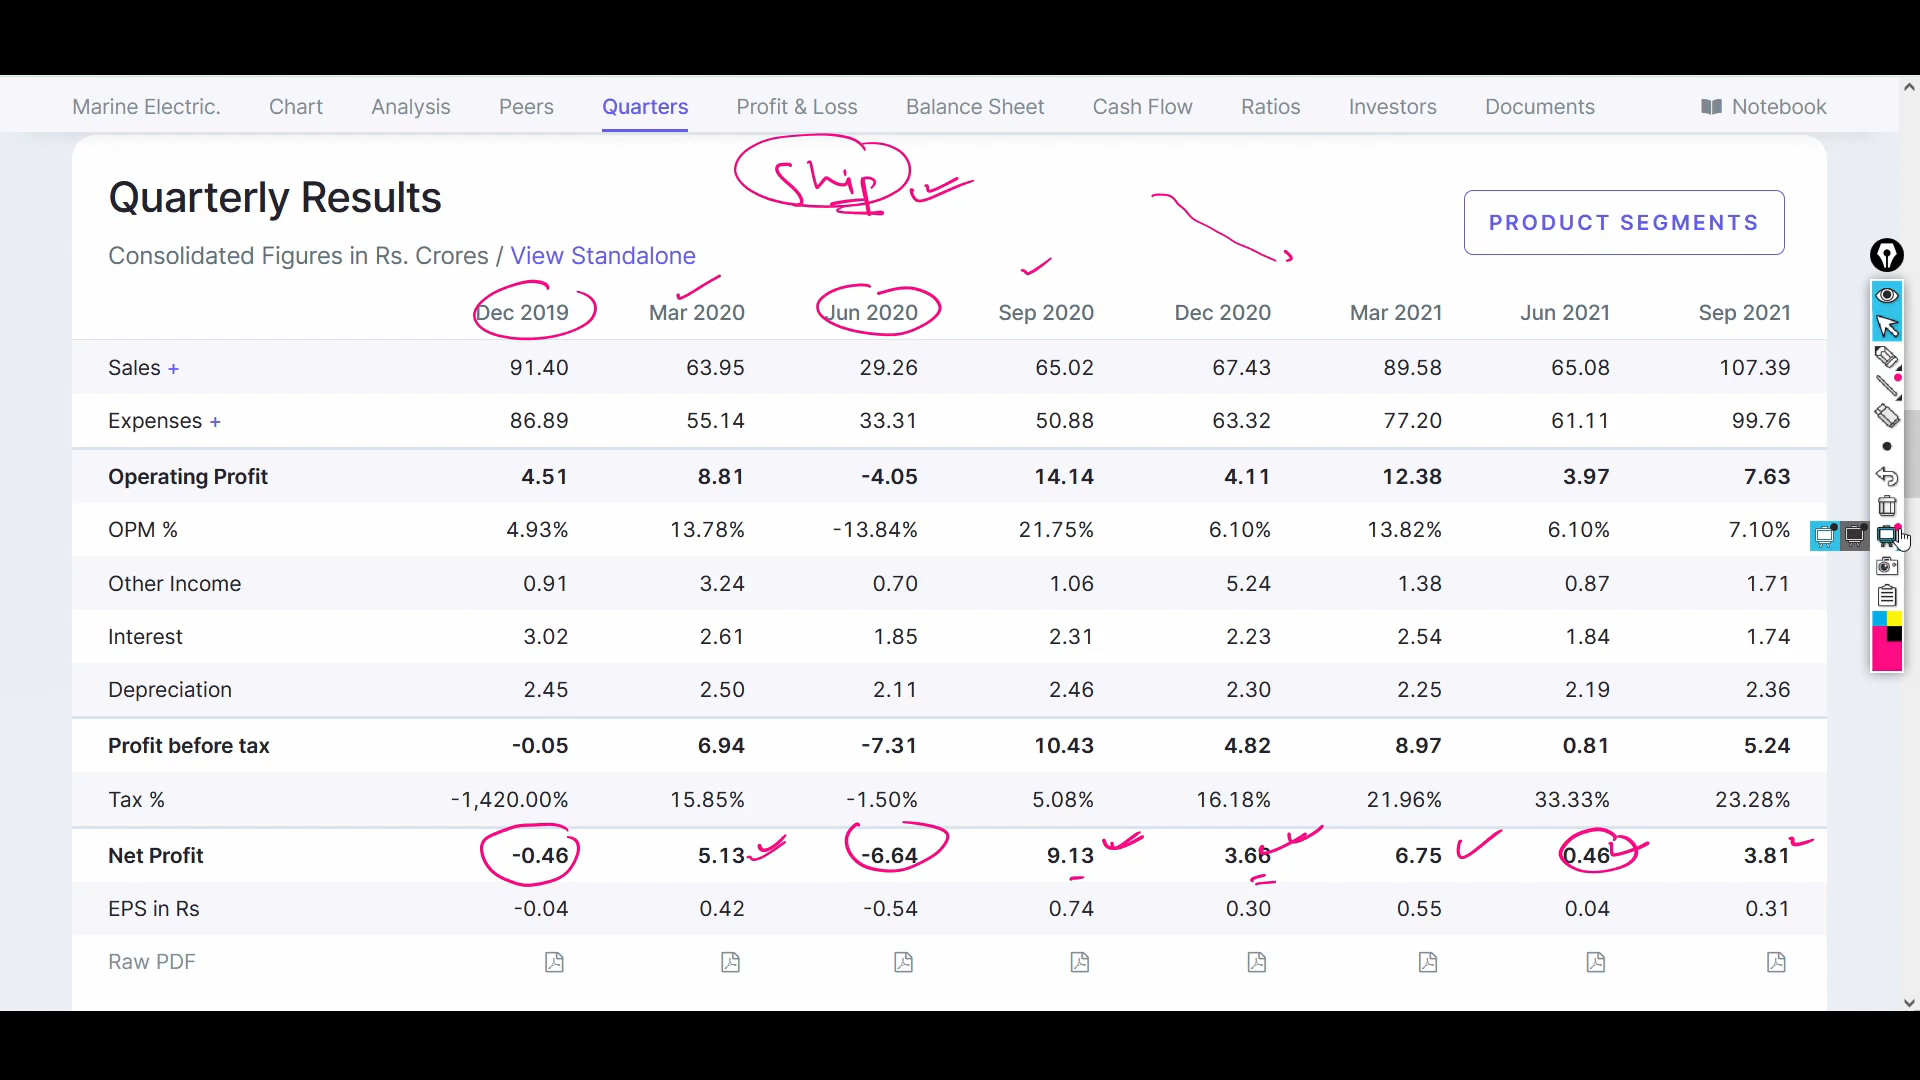 Marine Electric. Chart Analysis Peers Quarters Profit & Loss Balance Sheet Cash Flow Ratios Investors Documents Notebook
Ship
Quarterly Results
PRODUCT SEGMENTS
Consolidated Figures in Rs. Crores / View Standalone
Dec 2019 Mar 2020 Jun 2020 Sep 2020 Dec 2020 Mar 2021 Jun 2021 Sep 2021
Sales + 91.40 63.95 29.26 65.02 67.43 89.58 65.08 107.39
Expenses + 86.89 55.14 33.31 50.88 63.32 77.20 61.11 99.76
Operating Profit 4.51 8.81 -4.05 14.14 4.11 12.38 3.97 7.63
OPM % 4.93% 13.78% -13.84% 21.75% 6.10% 13.82% 6.10% 7.10%
Other Income 0.91 3.24 0.70 1.06 5.24 1.38 0.87 1.71
Interest 3.02 2.61 1.85 2.31 2.23 2.54 1.84 1.74
Depreciation 2.45 2.50 2.11 2.46 2.30 2.25 2.19 2.36
Profit before tax -0.05 6.94 -7.31 10.43 4.82 8.97 0.81 5.24
Tax % -1,420.00% 15.85% -1.50% 5.08% 16.18% 21.96% 33.33% 23.28%
Net Profit -0.46 5.13 -6.64 9.13 3.66 6.75 0.46 3.81
EPS in Rs -0.04 0.42 -0.54 0.74 0.30 0.55 0.04 0.31
Raw PDF